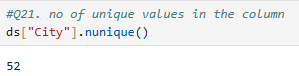 #Q21. no of unique values in the column
ds["City"].nunique()
52